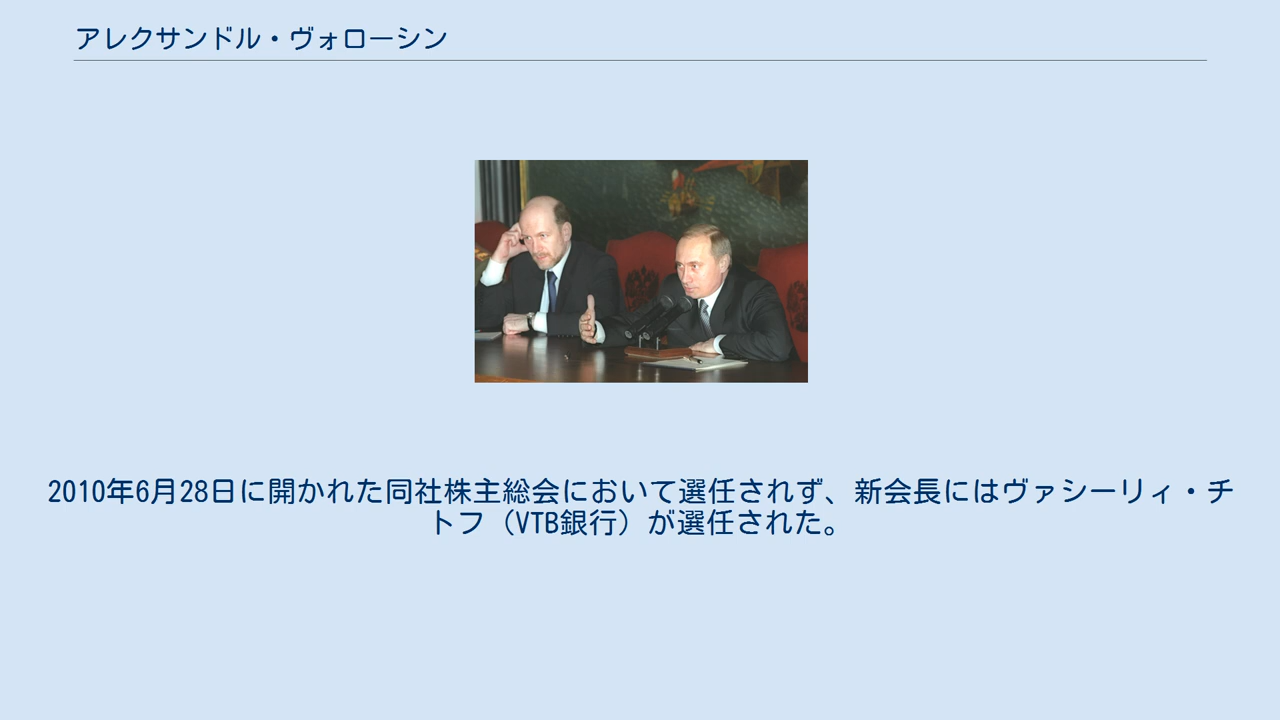 アレクサンドル・ヴォローシン
2010年6月28日に開かれた同社株主総会において選任されず、新会長にはヴァシーリィ・チ
トフ（VTB銀行）が選任された。